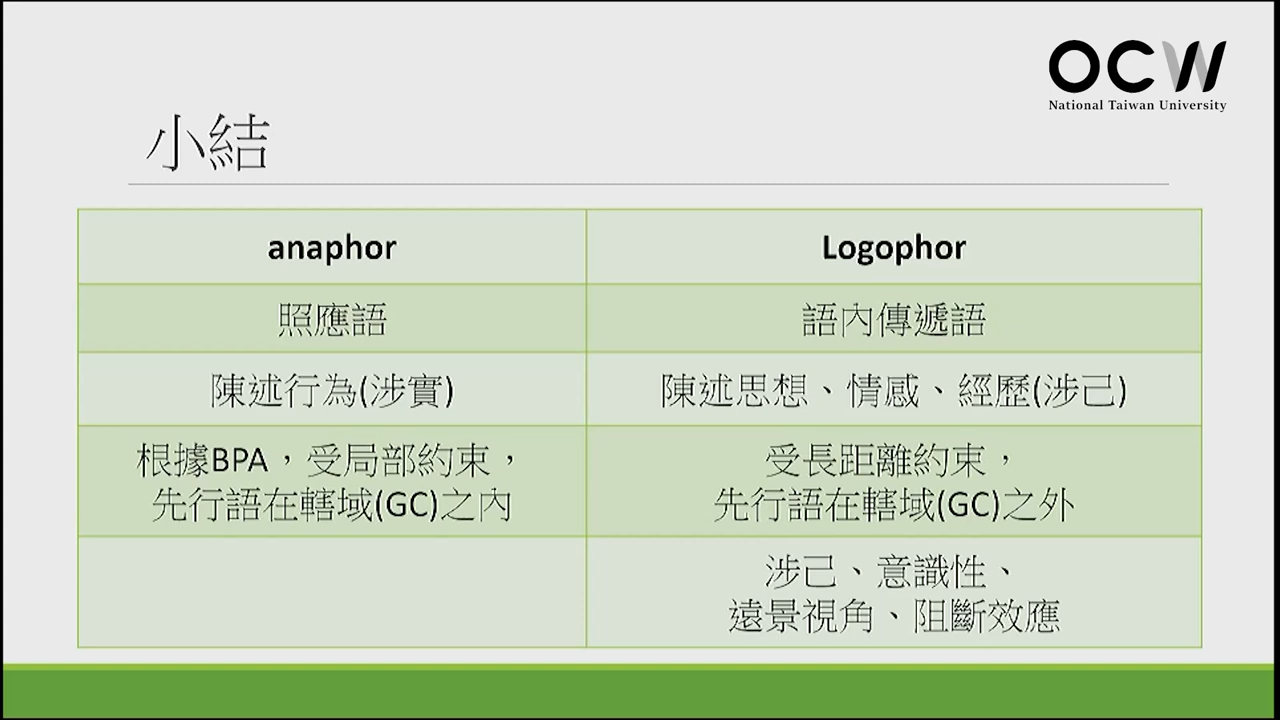 OCW
National Taiwan University
小結
anaphor
Logophor
照應語
語內傳遞語
陳述行為(涉實)
陳述思想、情感、經歷(涉己)
根據BPA，受局部約束，
先行語在轄域(GC)之內
受長距離約束，
先行語在轄域(GC)之外
涉己、意識性、
遠景視角、阻斷效應